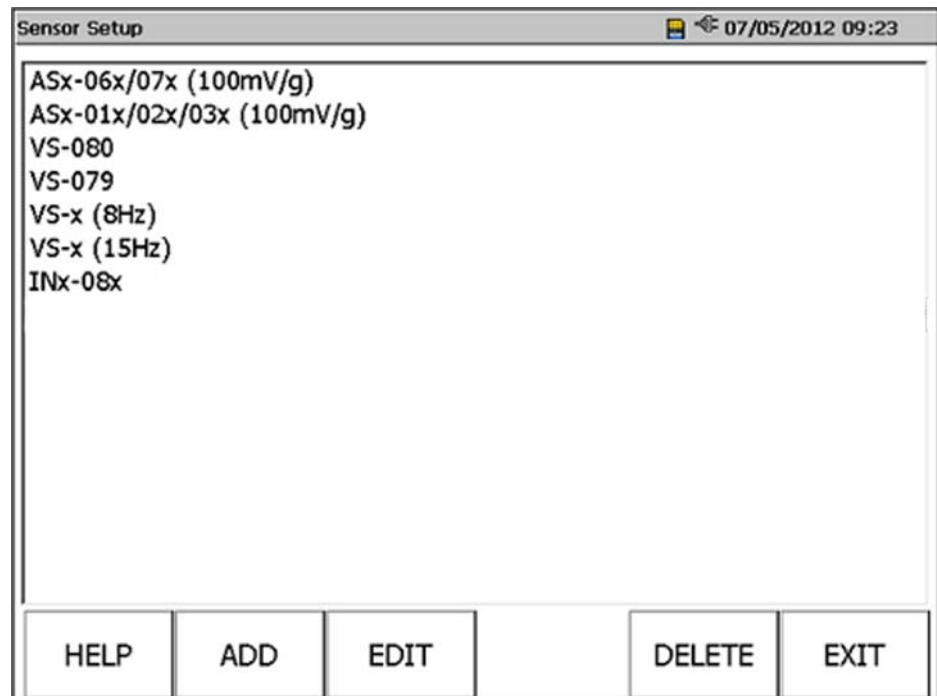 Sensor Setup 07/05/2012 09:23
ASx-06x/07x (100mV/g)
ASx-01x/02x/03x (100mV/g)
VS-080
VS-079
VS-x (8Hz)
VS-x (15Hz)
INx-08x
HELP ADD EDIT DELETE EXIT